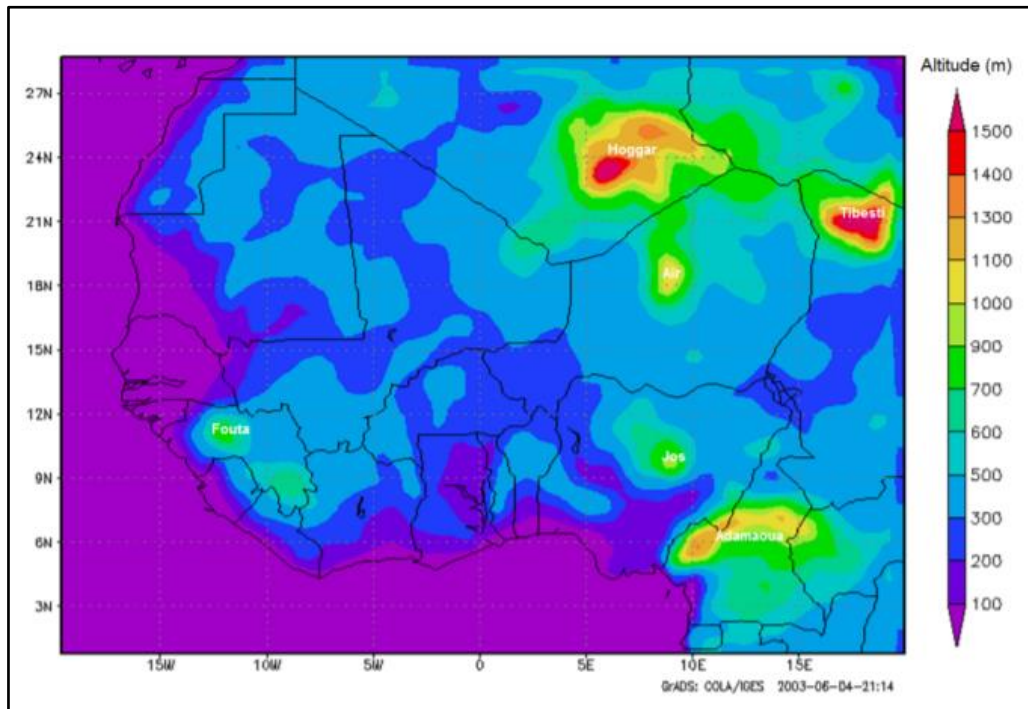 Altitude (m)
27N
24N
21N
18N
15N
12N
9N
6N
3N
15W
10W
5W
0
5E
10E
15E
Hoggar
Tibesti
Air
Fouta
Jos
Adamaoua
1500
1400
1300
1100
1000
900
700
600
500
300
200
100
GrADS: COLA/IGES 2003-06-04-21:14